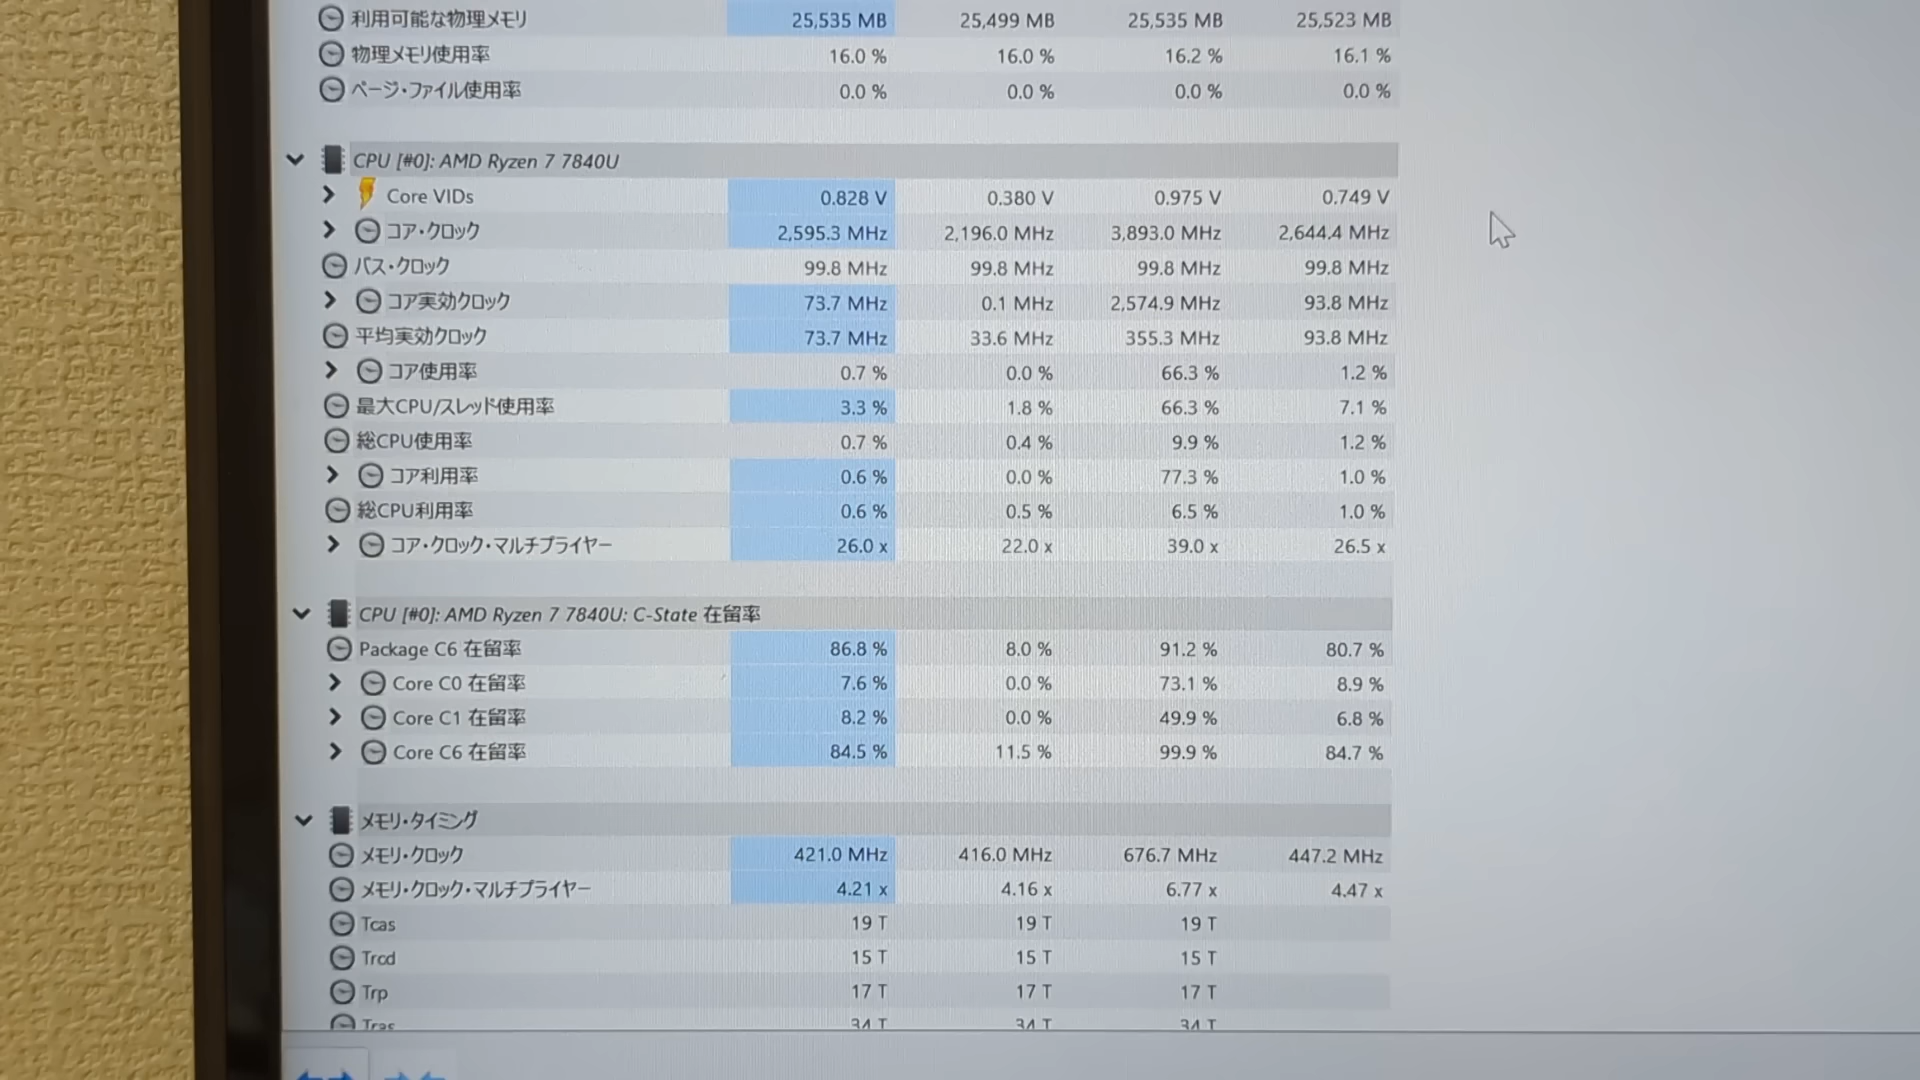 利用可能な物理メモリ 25,535 MB 25,499 MB 25,535 MB 25,523 MB
物理メモリ使用率 16.0 % 16.0 % 16.2 % 16.1 %
ページ・ファイル使用率 0.0 % 0.0 % 0.0 % 0.0 %
CPU [#0]: AMD Ryzen 7 7840U
Core VIDs 0.828 V 0.380 V 0.975 V 0.749 V
コア・クロック 2,595.3 MHz 2,196.0 MHz 3,893.0 MHz 2,644.4 MHz
バス・クロック 99.8 MHz 99.8 MHz 99.8 MHz 99.8 MHz
コア実効クロック 73.7 MHz 0.1 MHz 2,574.9 MHz 93.8 MHz
平均実効クロック 73.7 MHz 33.6 MHz 355.3 MHz 93.8 MHz
コア使用率 0.7 % 0.0 % 66.3 % 1.2 %
最大CPU/スレッド使用率 3.3 % 1.8 % 66.3 % 7.1 %
総CPU使用率 0.7 % 0.4 % 9.9 % 1.2 %
コア利用率 0.6 % 0.0 % 77.3 % 1.0 %
総CPU利用率 0.6 % 0.5 % 6.5 % 1.0 %
コア・クロック・マルチプライヤー 26.0 x 22.0 x 39.0 x 26.5 x
CPU [#0]: AMD Ryzen 7 7840U: C-State 在留率
Package C6 在留率 86.8 % 8.0 % 91.2 % 80.7 %
Core C0 在留率 7.6 % 0.0 % 73.1 % 8.9 %
Core C1 在留率 8.2 % 0.0 % 49.9 % 6.8 %
Core C6 在留率 84.5 % 11.5 % 99.9 % 84.7 %
メモリ・タイミング
メモリ・クロック 421.0 MHz 416.0 MHz 676.7 MHz 447.2 MHz
メモリ・クロック・マルチプライヤー 4.21 x 4.16 x 6.77 x 4.47 x
Tcas 19 T 19 T 19 T
Trcd 15 T 15 T 15 T
Trp 17 T 17 T 17 T
Tras 34 T 34 T 34 T